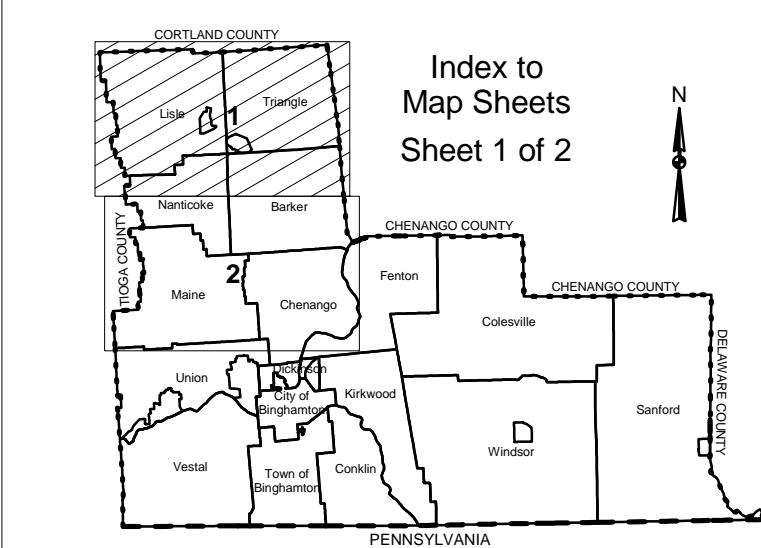 CORTLAND COUNTY
Index to
Map Sheets
Sheet 1 of 2
N
Lisle
1
Triangle
Nanticoke
Barker
TIOGA COUNTY
CHENANGO COUNTY
2
Maine
Chenango
Fenton
CHENANGO COUNTY
Colesville
DELAWARE COUNTY
Union
Dickinson
City of
Binghamton
Kirkwood
Sanford
Windsor
Vestal
Town of
Binghamton
Conklin
PENNSYLVANIA